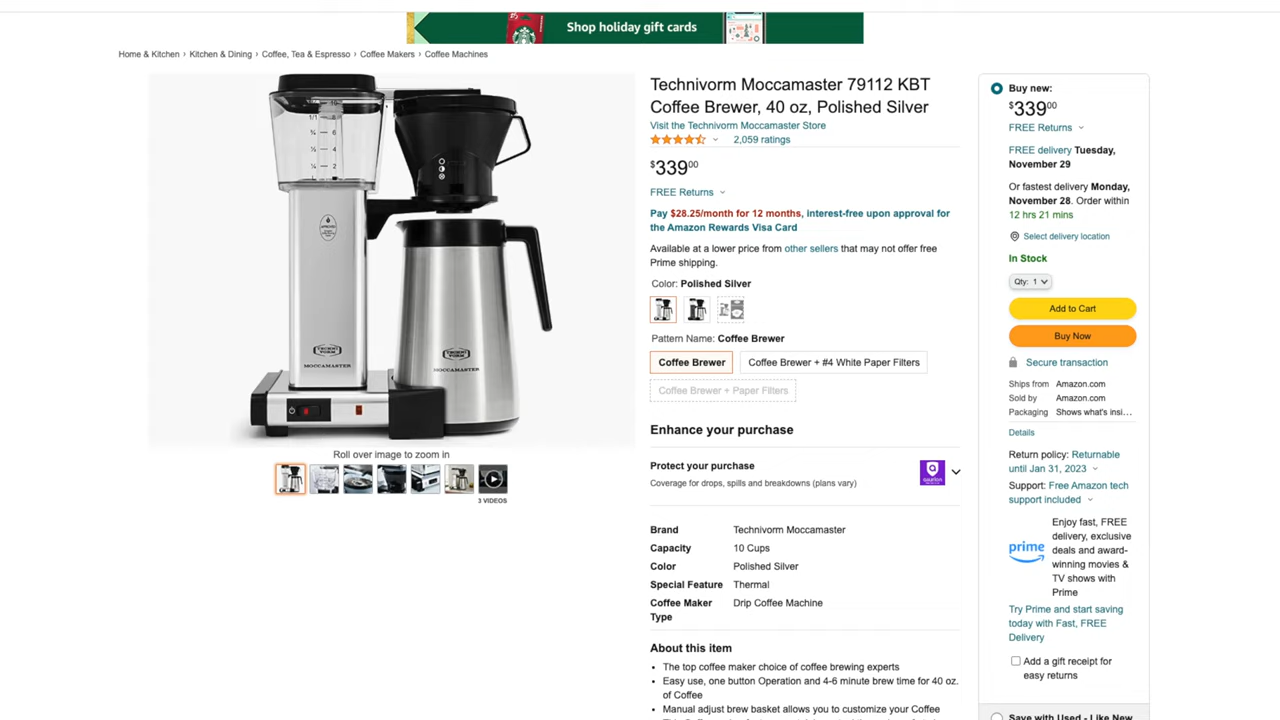 Shop holiday gift cards
Home & Kitchen › Kitchen & Dining › Coffee, Tea & Espresso › Coffee Makers › Coffee Machines
Technivorm Moccamaster 79112 KBT
Coffee Brewer, 40 oz, Polished Silver
Visit the Technivorm Moccamaster Store
2,059 ratings
$33900
FREE Returns
Pay $28.25/month for 12 months, interest-free upon approval for
the Amazon Rewards Visa Card
Available at a lower price from other sellers that may not offer free
Prime shipping.
Color: Polished Silver
Pattern Name: Coffee Brewer
Coffee Brewer
Coffee Brewer + #4 White Paper Filters
Coffee Brewer + Paper Filters
Enhance your purchase
Protect your purchase
Coverage for drops, spills and breakdowns (plans vary)
Brand Technivorm Moccamaster
Capacity 10 Cups
Color Polished Silver
Special Feature Thermal
Coffee Maker Drip Coffee Machine
Type
About this item
• The top coffee maker choice of coffee brewing experts
• Easy use, one button Operation and 4-6 minute brew time for 40 oz.
of Coffee
• Manual adjust brew basket allows you to customize your Coffee
MOCCAMASTER
MOCCAMASTER
Roll over image to zoom in
3 VIDEOS
Buy new:
$33900
FREE Returns
FREE delivery Tuesday,
November 29
Or fastest delivery Monday,
November 28. Order within
12 hrs 21 mins
Select delivery location
In Stock
Qty: 1
Add to Cart
Buy Now
Secure transaction
Ships from Amazon.com
Sold by Amazon.com
Packaging Shows what's insi…
Details
Return policy: Returnable
until Jan 31, 2023
Support: Free Amazon tech
support included
prime
Enjoy fast, FREE
delivery, exclusive
deals and award-
winning movies &
TV shows with
Prime
Try Prime and start saving
today with Fast, FREE
Delivery
Add a gift receipt for
easy returns
Save with Used - Like New